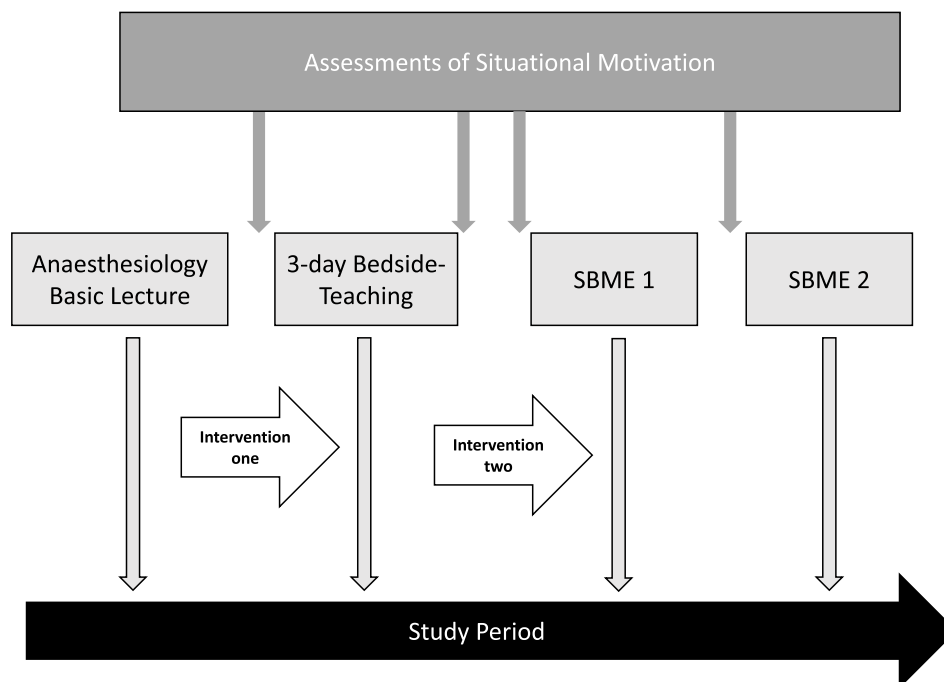 Assessments of Situational Motivation
Anaesthesiology
Basic Lecture
3-day Bedside-
Teaching
SBME 1
SBME 2
Intervention
one
Intervention
two
Study Period